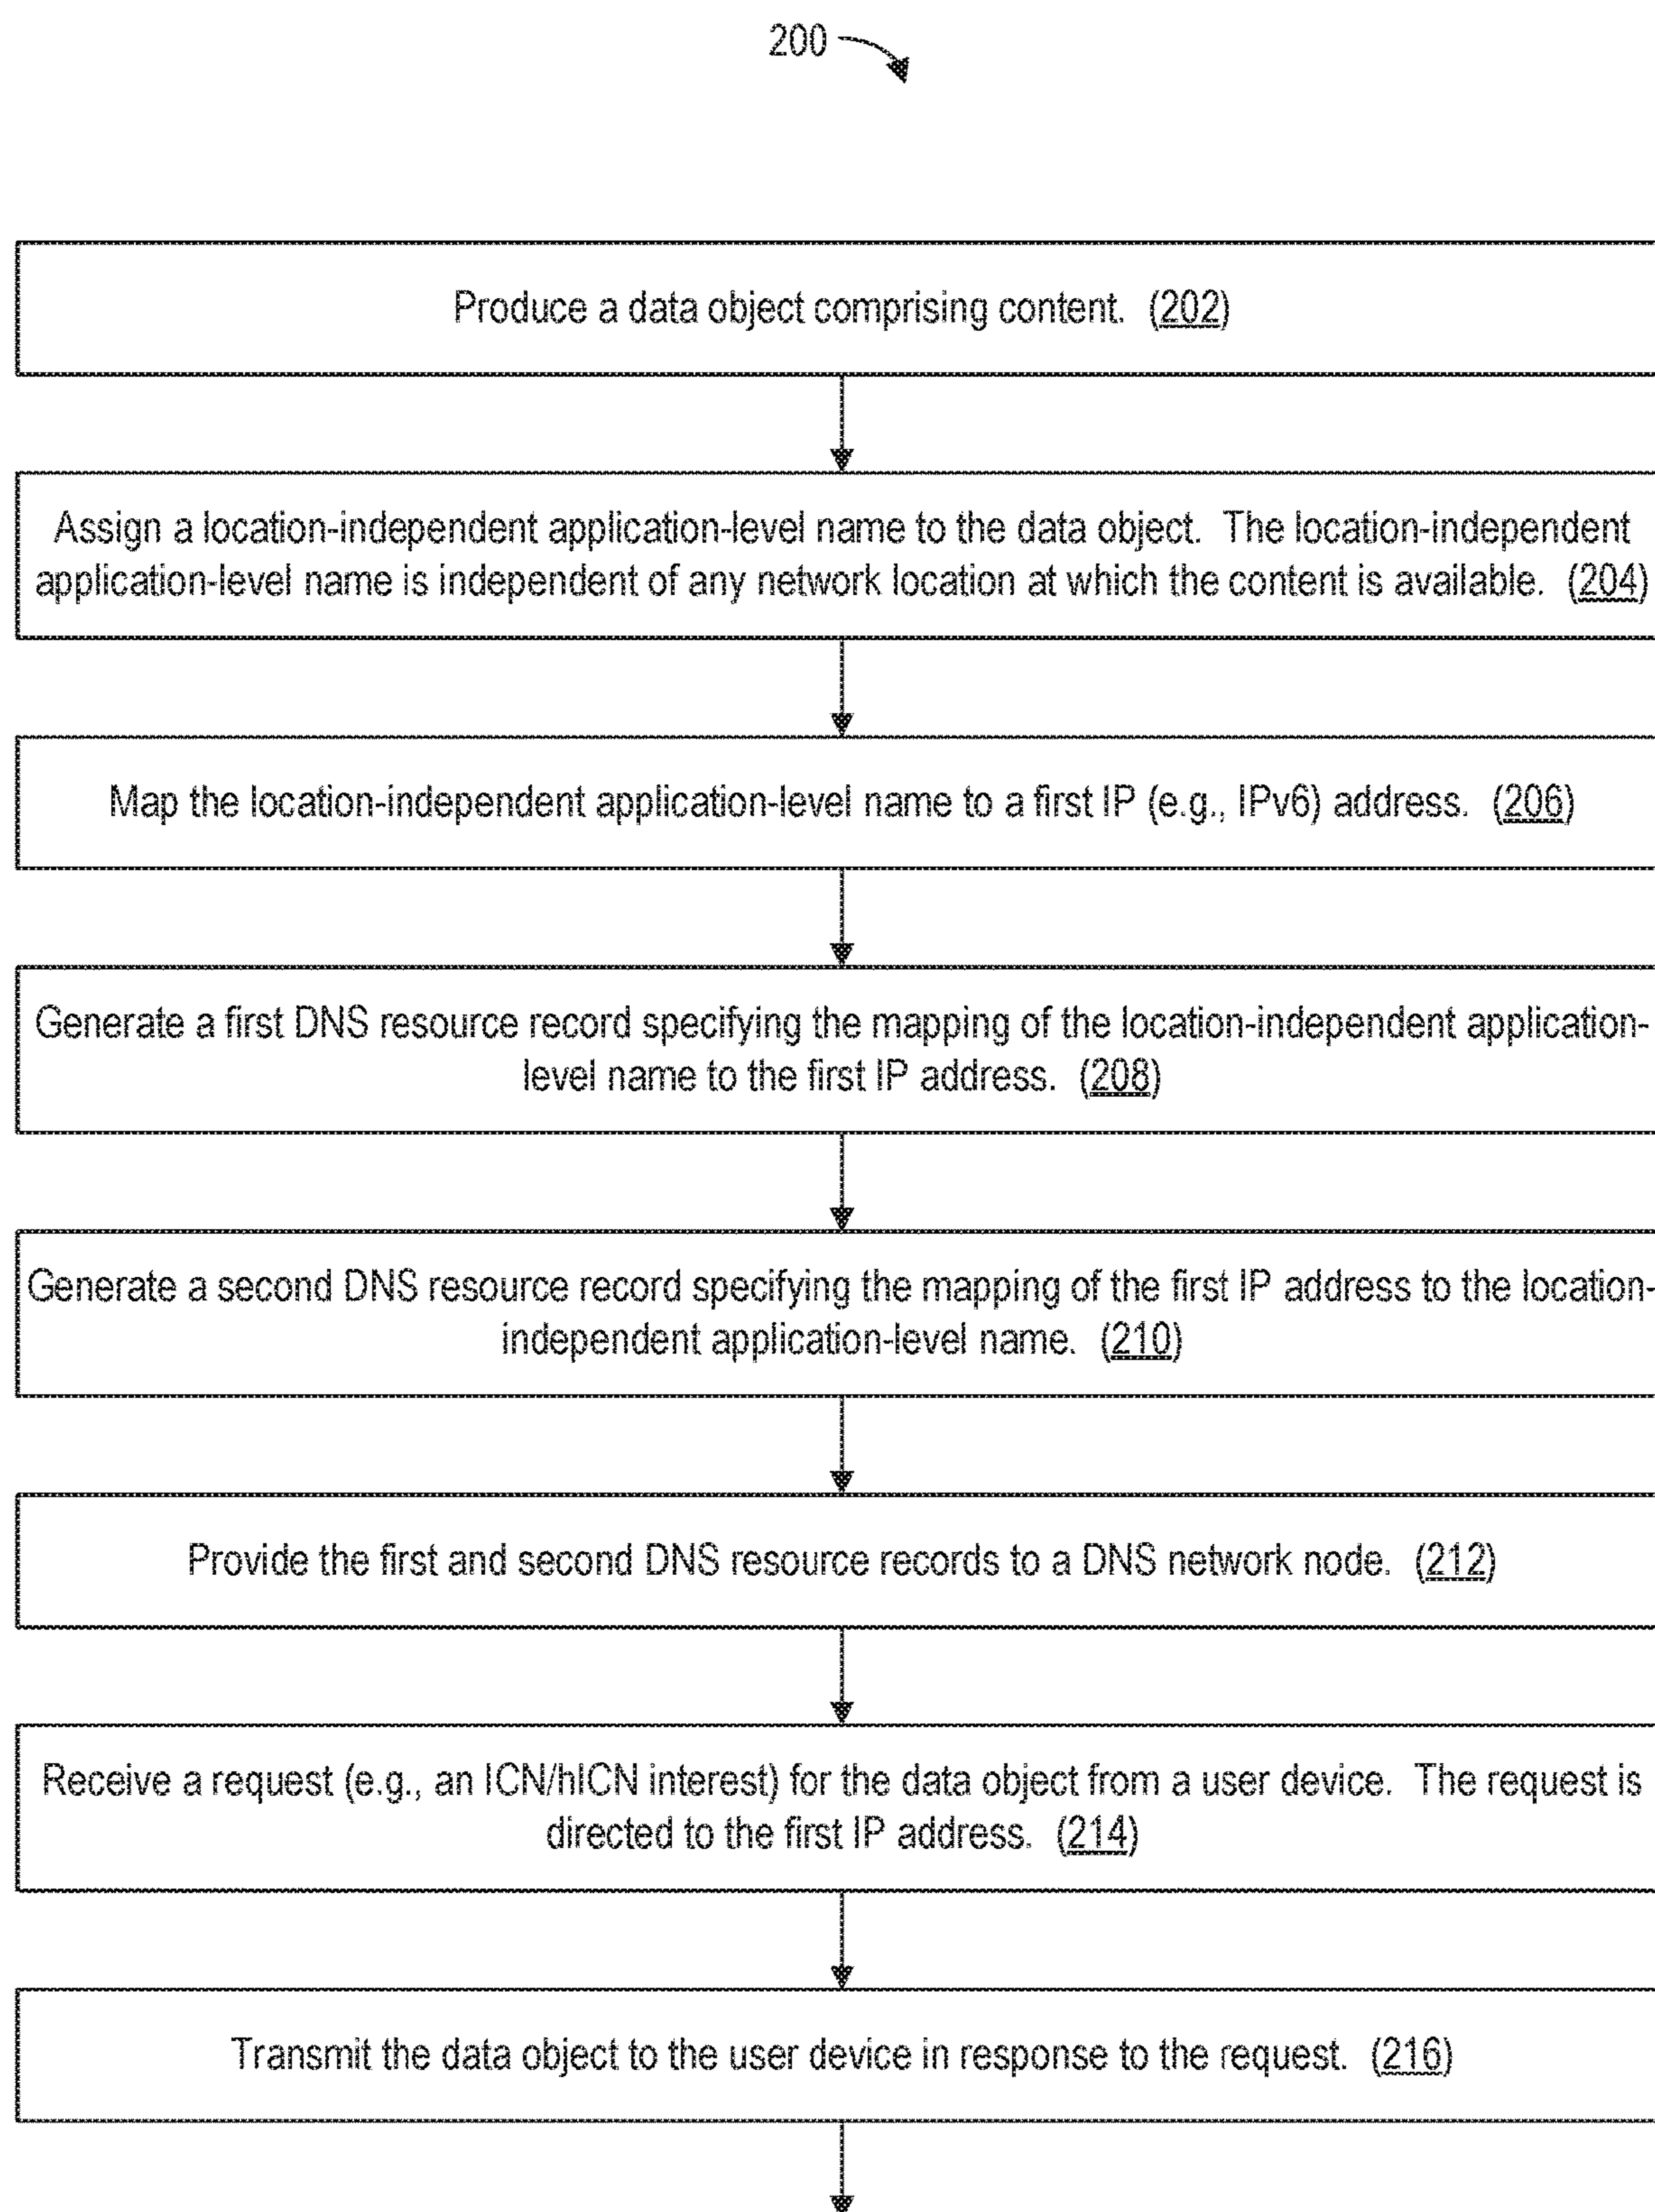 200
Produce a data object comprising content. (202)
Assign a location-independent application-level name to the data object. The location-independent
application-level name is independent of any network location at which the content is available. (204)
Map the location-independent application-level name to a first IP (e.g., IPv6) address. (206)
Generate a first DNS resource record specifying the mapping of the location-independent application-
level name to the first IP address. (208)
Generate a second DNS resource record specifying the mapping of the first IP address to the location-
independent application-level name. (210)
Provide the first and second DNS resource records to a DNS network node. (212)
Receive a request (e.g., an ICN/hICN interest) for the data object from a user device. The request is
directed to the first IP address. (214)
Transmit the data object to the user device in response to the request. (216)